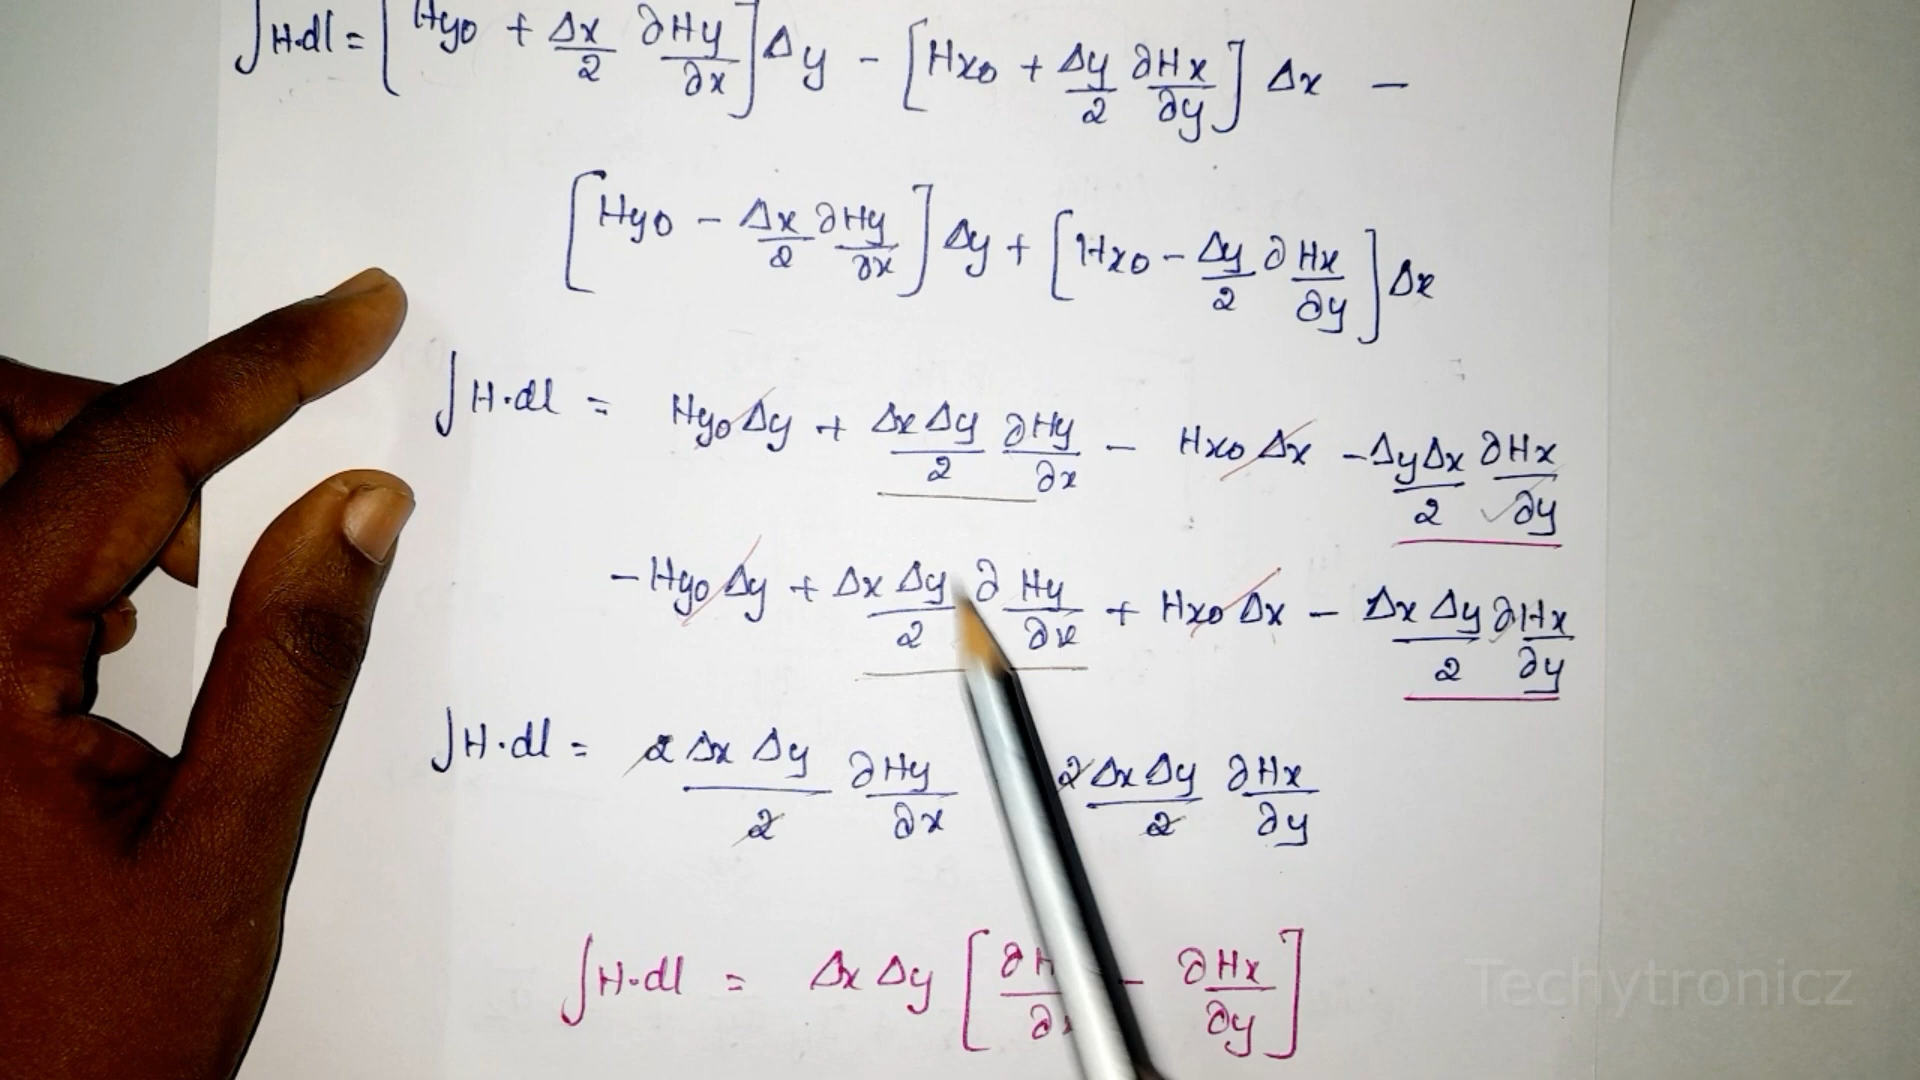 ∫H·dl = [Hy0 + Δx/2 ∂Hy/∂x] Δy - [Hx0 + Δy/2 ∂Hx/∂y] Δx -
[Hy0 - Δx/2 ∂Hy/∂x] Δy + [Hx0 - Δy/2 ∂Hx/∂y] Δx
∫H·dl = Hy0 Δy + ΔxΔy/2 ∂Hy/∂x - Hx0 Δx - ΔyΔx/2 ∂Hx/∂y
- Hy0 Δy + ΔxΔy/2 ∂Hy/∂x + Hx0 Δx - ΔxΔy/2 ∂Hx/∂y
∫H·dl = 2ΔxΔy/2 ∂Hy/∂x 2ΔxΔy/2 ∂Hx/∂y
∫H·dl = ΔxΔy [∂H/∂x - ∂Hx/∂y]
Techytronicz